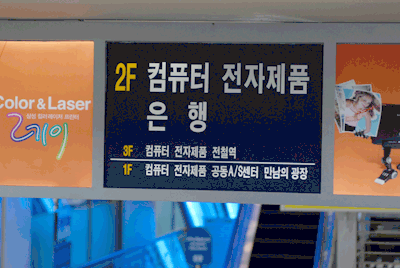 Color & Laser
레이
2F 컴퓨터 전자제품
은 행
3F 컴퓨터 전자제품 전철역
1F 컴퓨터 전자제품 공동A/S센터 만남의 광장